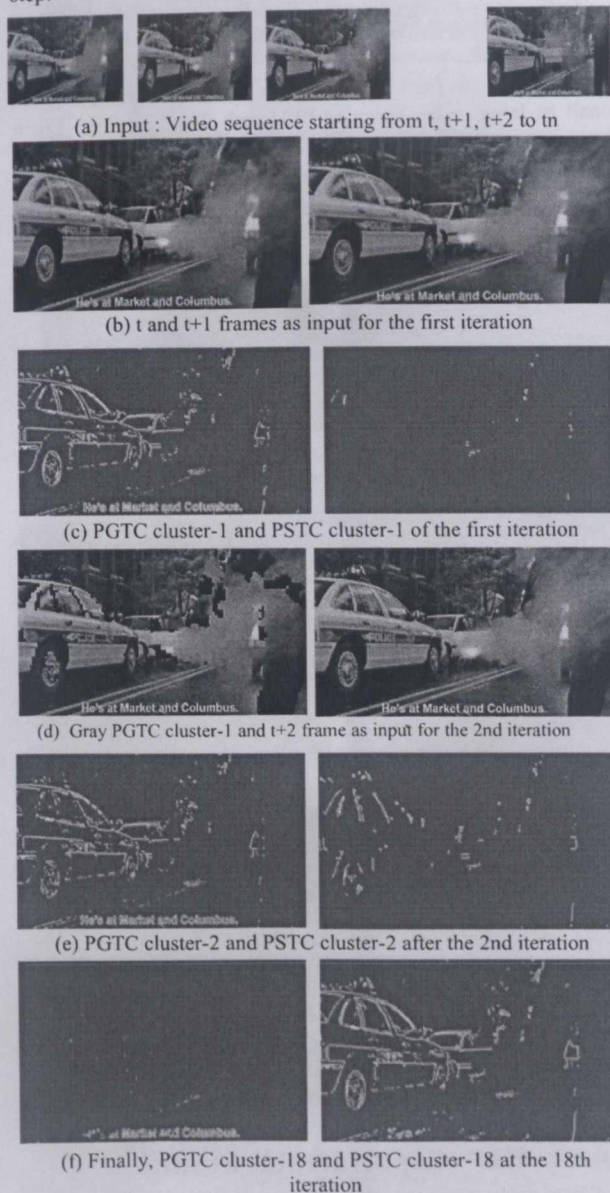 step.
(a) Input : Video sequence starting from t, t+1, t+2 to tn
POLICE
He's at Market and Columbus.
He's at Market and Columbus.
(b) t and t+1 frames as input for the first iteration
He's at Market and Columbus.
(c) PGTC cluster-1 and PSTC cluster-1 of the first iteration
He's at Market and Columbus.
He's at Market and Columbus.
(d) Gray PGTC cluster-1 and t+2 frame as input for the 2nd iteration
He's at Market and Columbus.
(e) PGTC cluster-2 and PSTC cluster-2 after the 2nd iteration
at Market and Columbus.
(f) Finally, PGTC cluster-18 and PSTC cluster-18 at the 18th
iteration